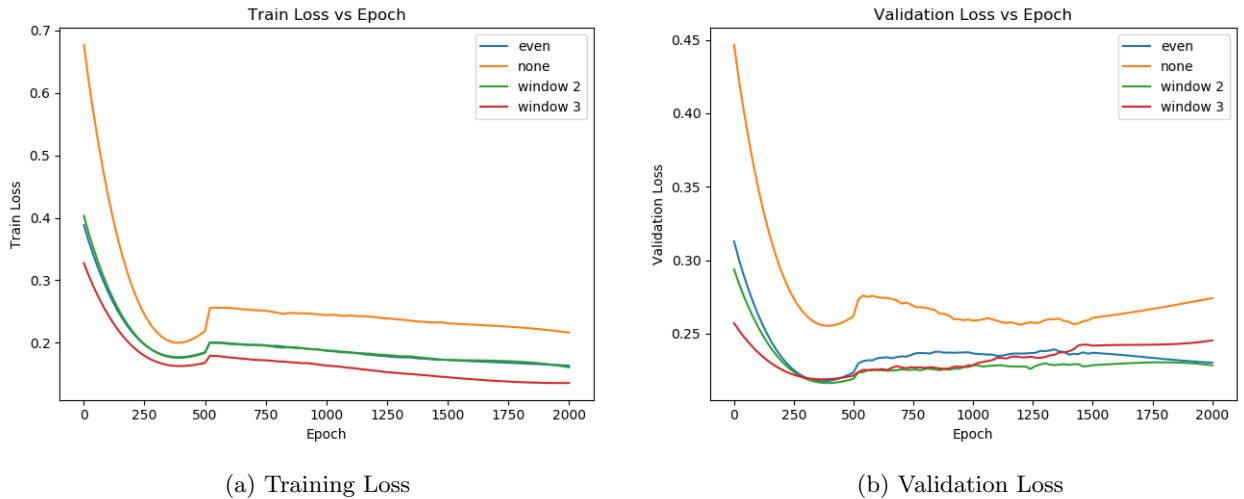 Train Loss vs Epoch
0.7
0.6
0.5
0.4
0.3
0.2
Train Loss
even
none
window 2
window 3
0 250 500 750 1000 1250 1500 1750 2000
Epoch
(a) Training Loss
Validation Loss vs Epoch
0.45
0.40
0.35
0.30
0.25
Validation Loss
even
none
window 2
window 3
0 250 500 750 1000 1250 1500 1750 2000
Epoch
(b) Validation Loss